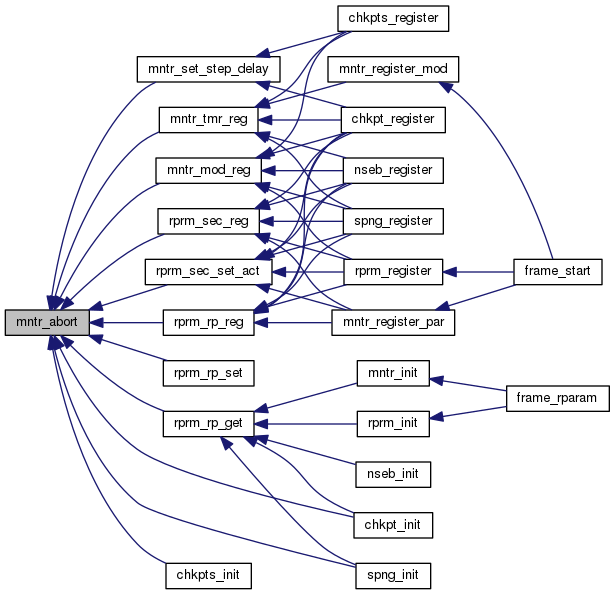 mntr_abort
mntr_set_step_delay
mntr_tmr_reg
mntr_mod_reg
rprm_sec_reg
rprm_sec_set_act
rprm_rp_reg
rprm_rp_set
rprm_rp_get
chkpts_init
chkpts_register
mntr_register_mod
chkpt_register
nseb_register
spng_register
rprm_register
mntr_register_par
mntr_init
rprm_init
nseb_init
chkpt_init
spng_init
frame_start
frame_rparam